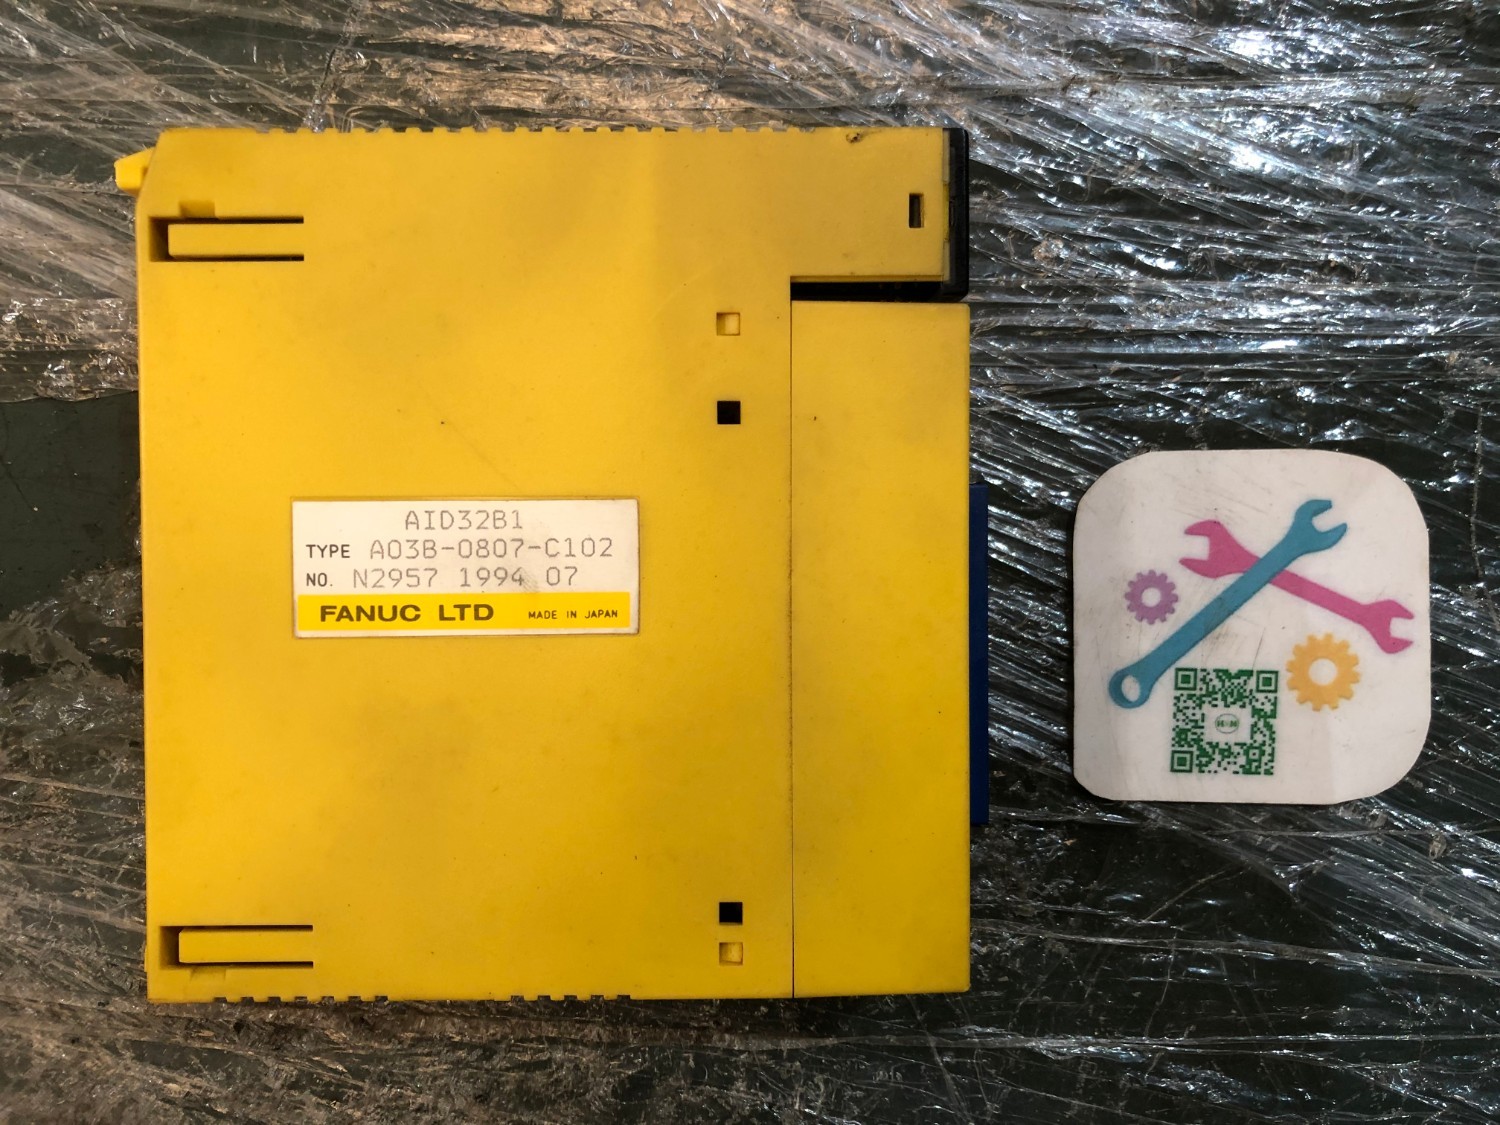 AID32B1
TYPE A03B-0807-C102
NO. N2957 1994 07
FANUC LTD MADE IN JAPAN